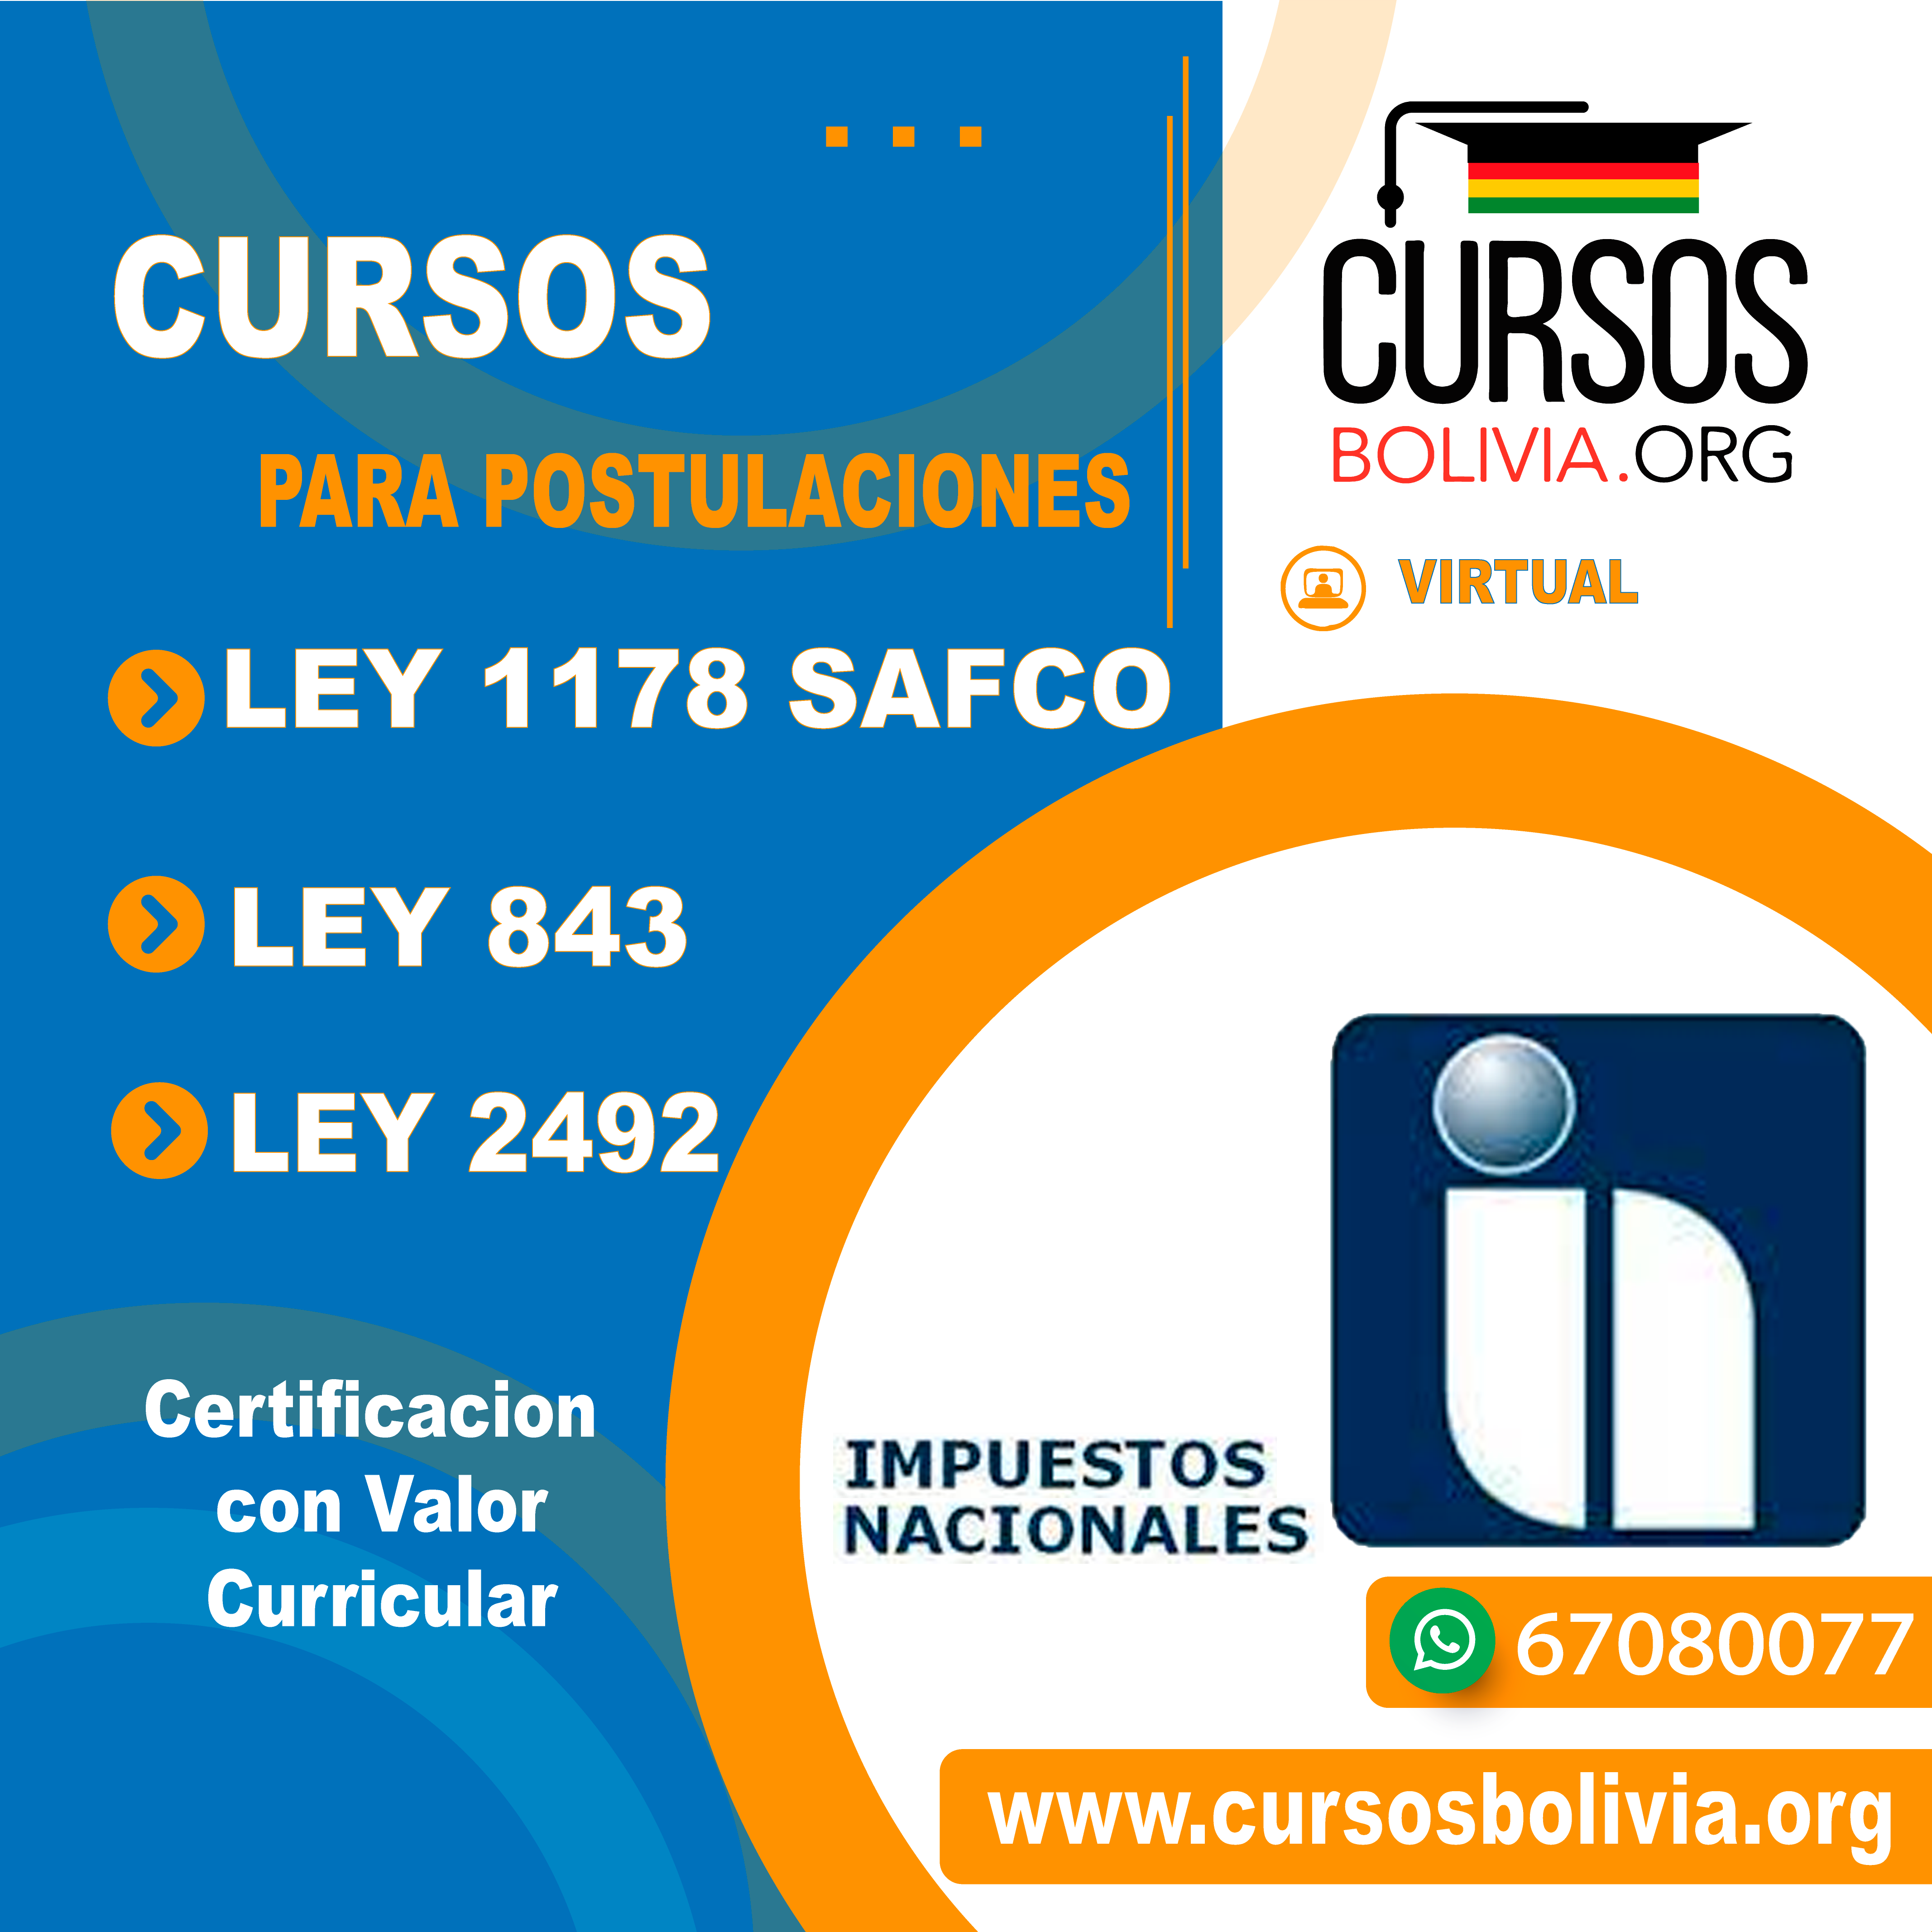 CURSOS
PARA POSTULACIONES
LEY 1178 SAFCO
LEY 843
LEY 2492
Certificacion
con Valor
Curricular
CURSOS
BOLIVIA.ORG
VIRTUAL
in
IMPUESTOS
NACIONALES
67080077
www.cursosbolivia.org